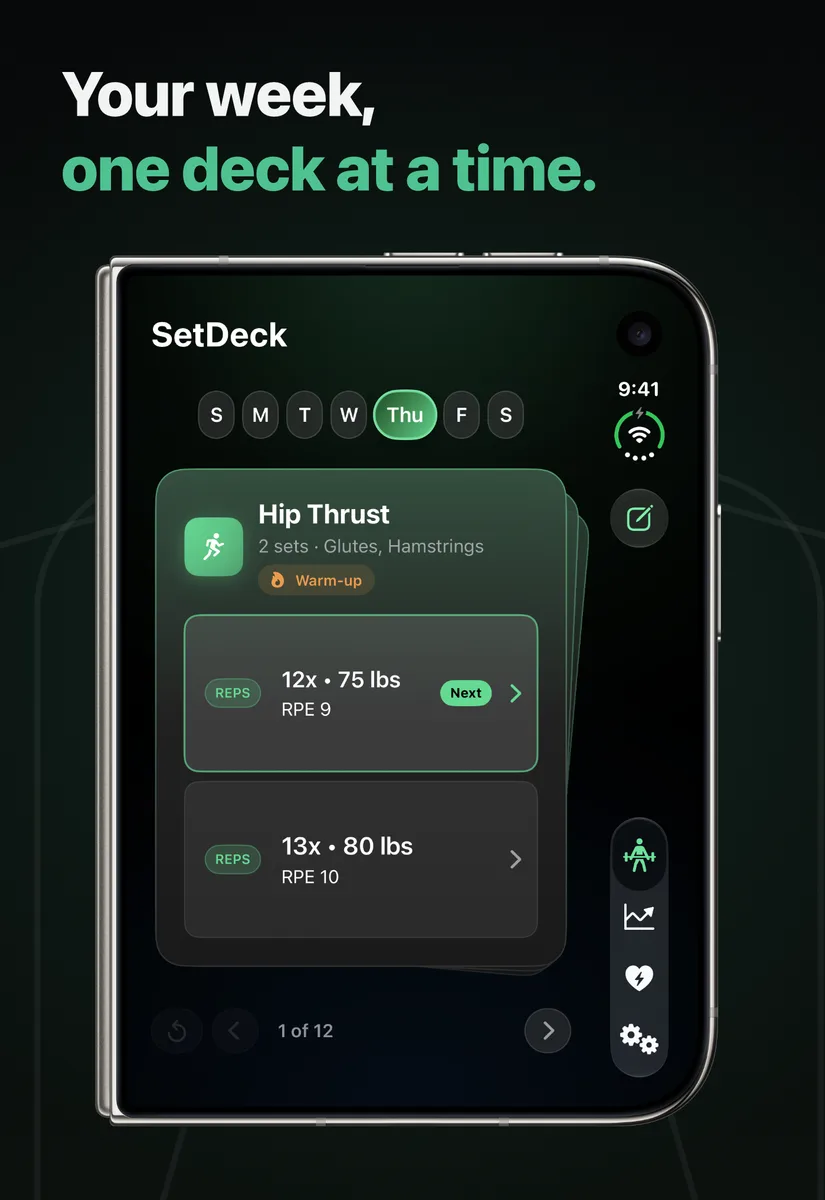 Your week,
one deck at a time.
SetDeck
9:41
S M T W Thu F S
Hip Thrust
2 sets · Glutes, Hamstrings
Warm-up
REPS
12x • 75 lbs
RPE 9
Next
REPS
13x • 80 lbs
RPE 10
1 of 12